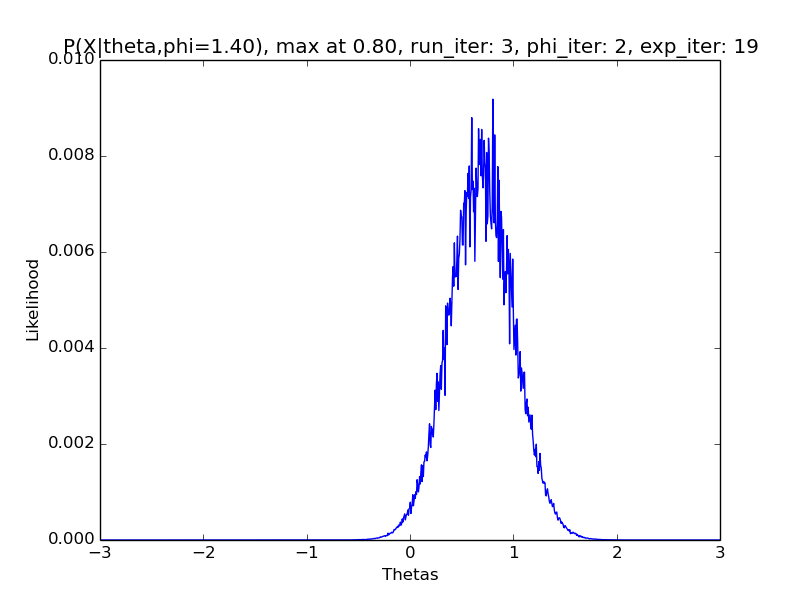 P(X|theta,phi=1.40), max at 0.80, run_iter: 3, phi_iter: 2, exp_iter: 19
0.010
0.008
0.006
0.004
0.002
0.000
Likelihood
−3 −2 −1 0 1 2 3
Thetas